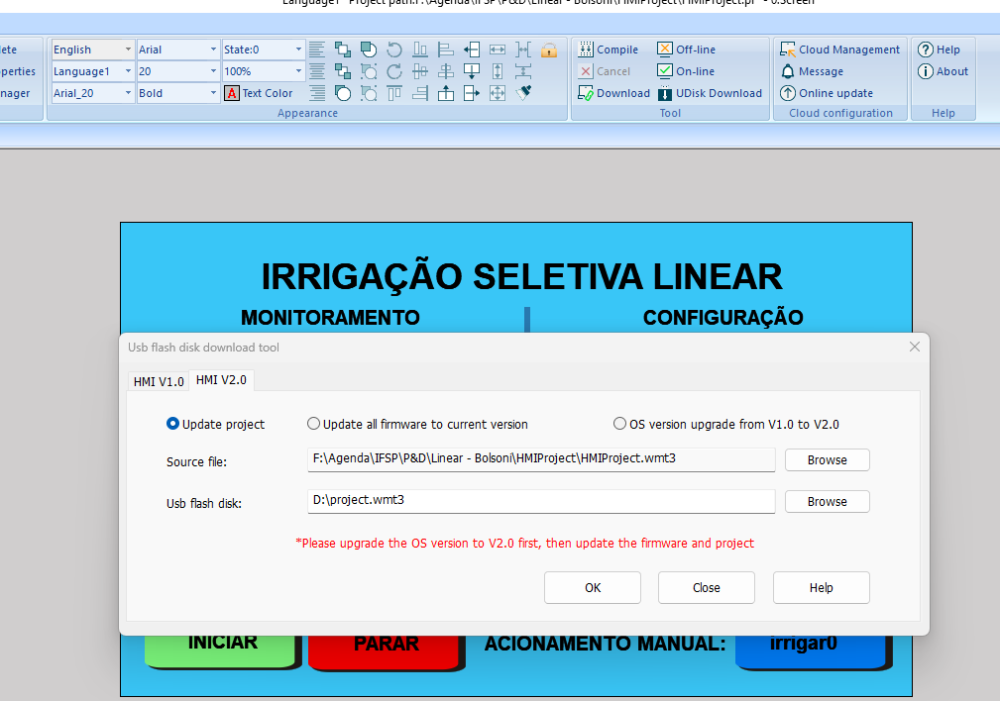 Language1 - Project path:F:\Agenda\IFSP\P&D\Linear - Bolsoni\HMIProject\HMIProject.pr - 0:Screen
lete English Arial State:0 Compile Off-line Cloud Management Help
operties Language1 20 100% Cancel On-line Message About
nager Arial_20 Bold A Text Color Download UDisk Download Online update
Appearance Tool Cloud configuration Help
IRRIGAÇÃO SELETIVA LINEAR
MONITORAMENTO CONFIGURAÇÃO
Usb flash disk download tool
HMI V1.0 HMI V2.0
Update project Update all firmware to current version OS version upgrade from V1.0 to V2.0
Source file: F:\Agenda\IFSP\P&D\Linear - Bolsoni\HMIProject\HMIProject.wmt3 Browse
Usb flash disk: D:\project.wmt3 Browse
*Please upgrade the OS version to V2.0 first, then update the firmware and project
OK Close Help
INICIAR PARAR ACIONAMENTO MANUAL: irrigar0